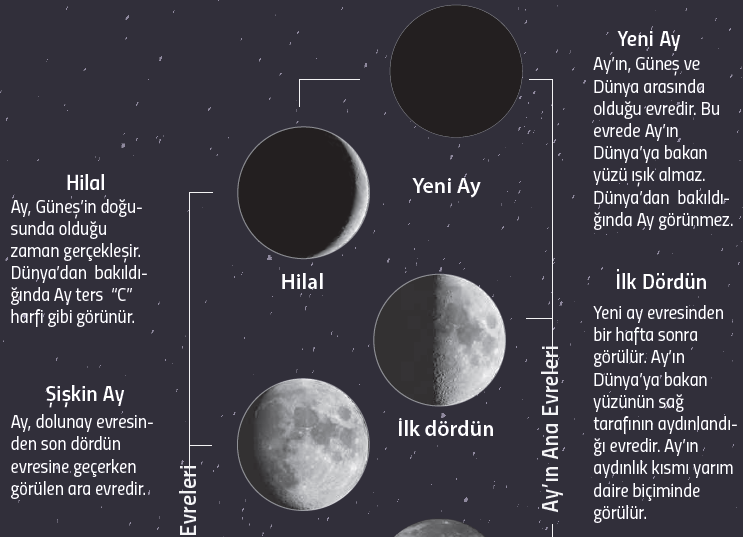 Yeni Ay
Ay'ın, Güneş ve
Dünya arasında
olduğu evredir. Bu
evrede Ay'ın
Dünya'ya bakan
yüzü ışık almaz.
Dünya'dan bakıldı-
ğında Ay görünmez.
Hilal
Ay, Güneş'in doğu-
sunda olduğu
zaman gerçekleşir.
Dünya'dan bakıldı-
ğında Ay ters "C"
harfi gibi görünür.
Yeni Ay
Hilal
İlk Dördün
Yeni ay evresinden
bir hafta sonra
görülür. Ay'ın
Dünya'ya bakan
yüzünün sağ
tarafının aydınlandı-
ğı evredir. Ay'ın
aydınlık kısmı yarım
daire biçiminde
görülür.
Şişkin Ay
Ay, dolunay evresin-
den son dördün
evresine geçerken
görülen ara evredir.
İlk dördün
Evreleri
Ay'ın Ana Evreleri